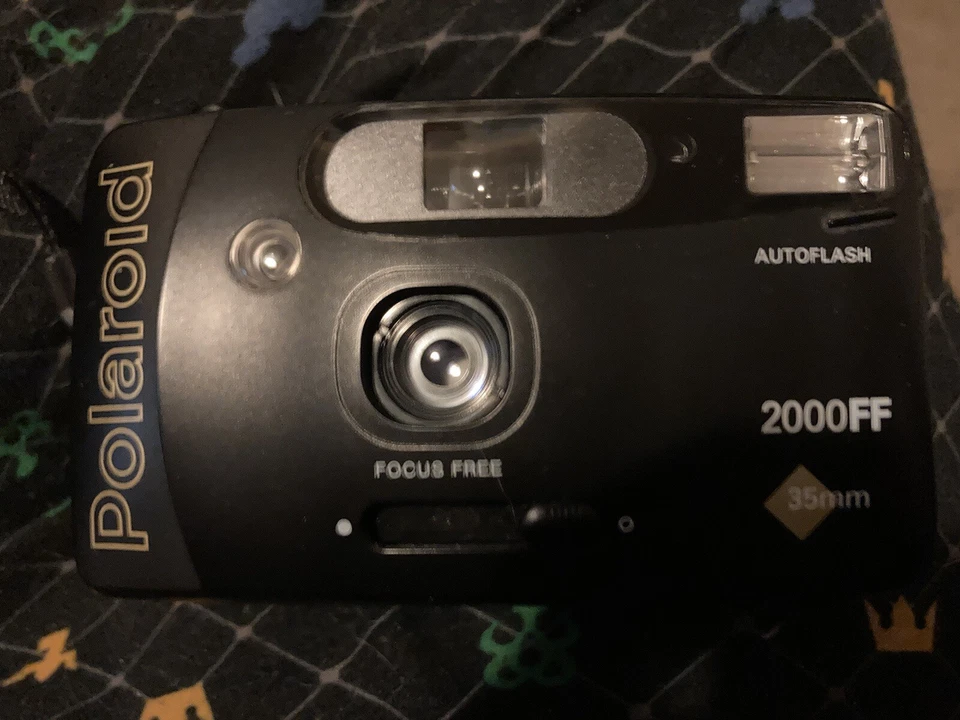 Polaroid
AUTOFLASH
2000FF
FOCUS FREE
35mm